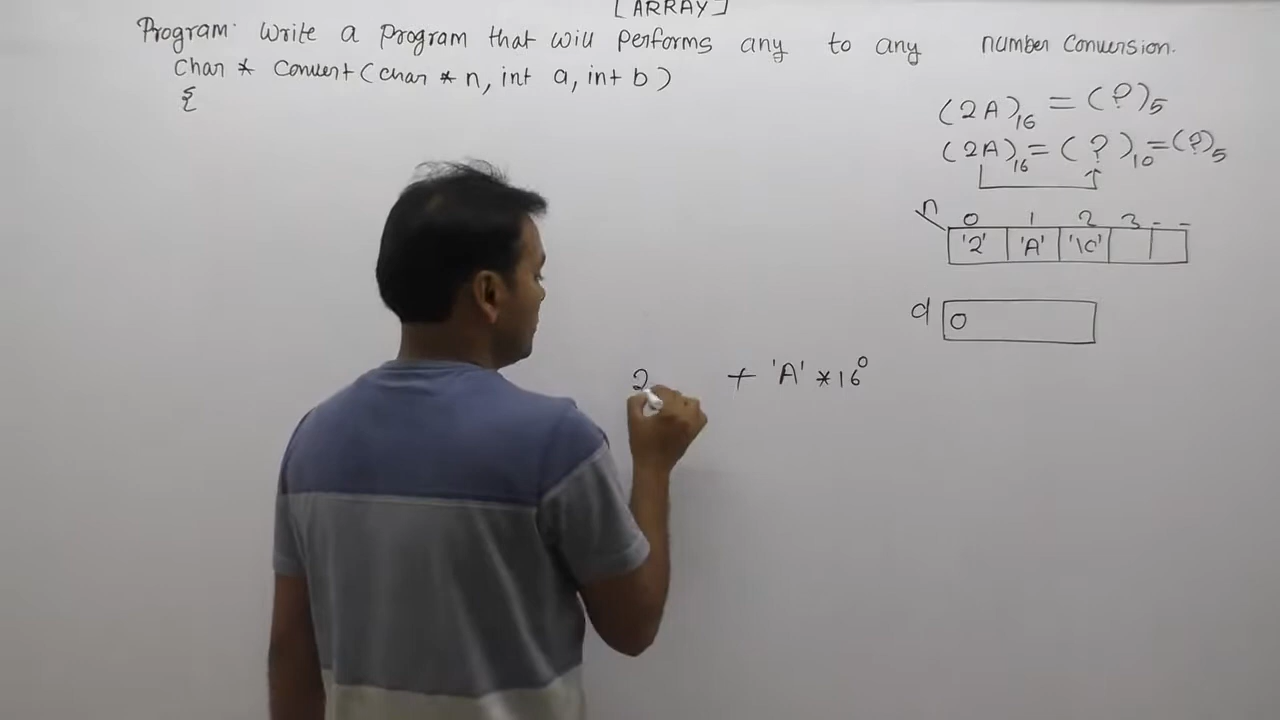 [ARRAY]
Program: Write a program that will performs any to any number conversion.
Char * Convert(char * n, int a, int b)
{
(2A)₁₆ = (?)₅
(2A)₁₆ = (?)₁₀ = (?)₅
n 0 1 2 3 - -
'2' 'A' '\0'
d 0
2 + 'A' * 16⁰